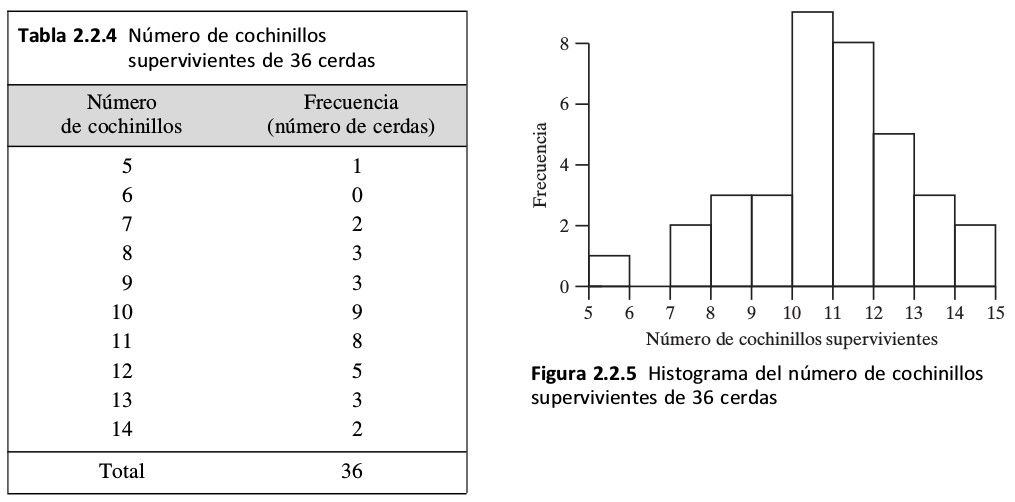 Tabla 2.2.4 Número de cochinillos
supervivientes de 36 cerdas
Número Frecuencia
de cochinillos (número de cerdas)
5 1
6 0
7 2
8 3
9 3
10 9
11 8
12 5
13 3
14 2
Total 36
8
6
4
2
0
Frecuencia
5 6 7 8 9 10 11 12 13 14 15
Número de cochinillos supervivientes
Figura 2.2.5 Histograma del número de cochinillos
supervivientes de 36 cerdas